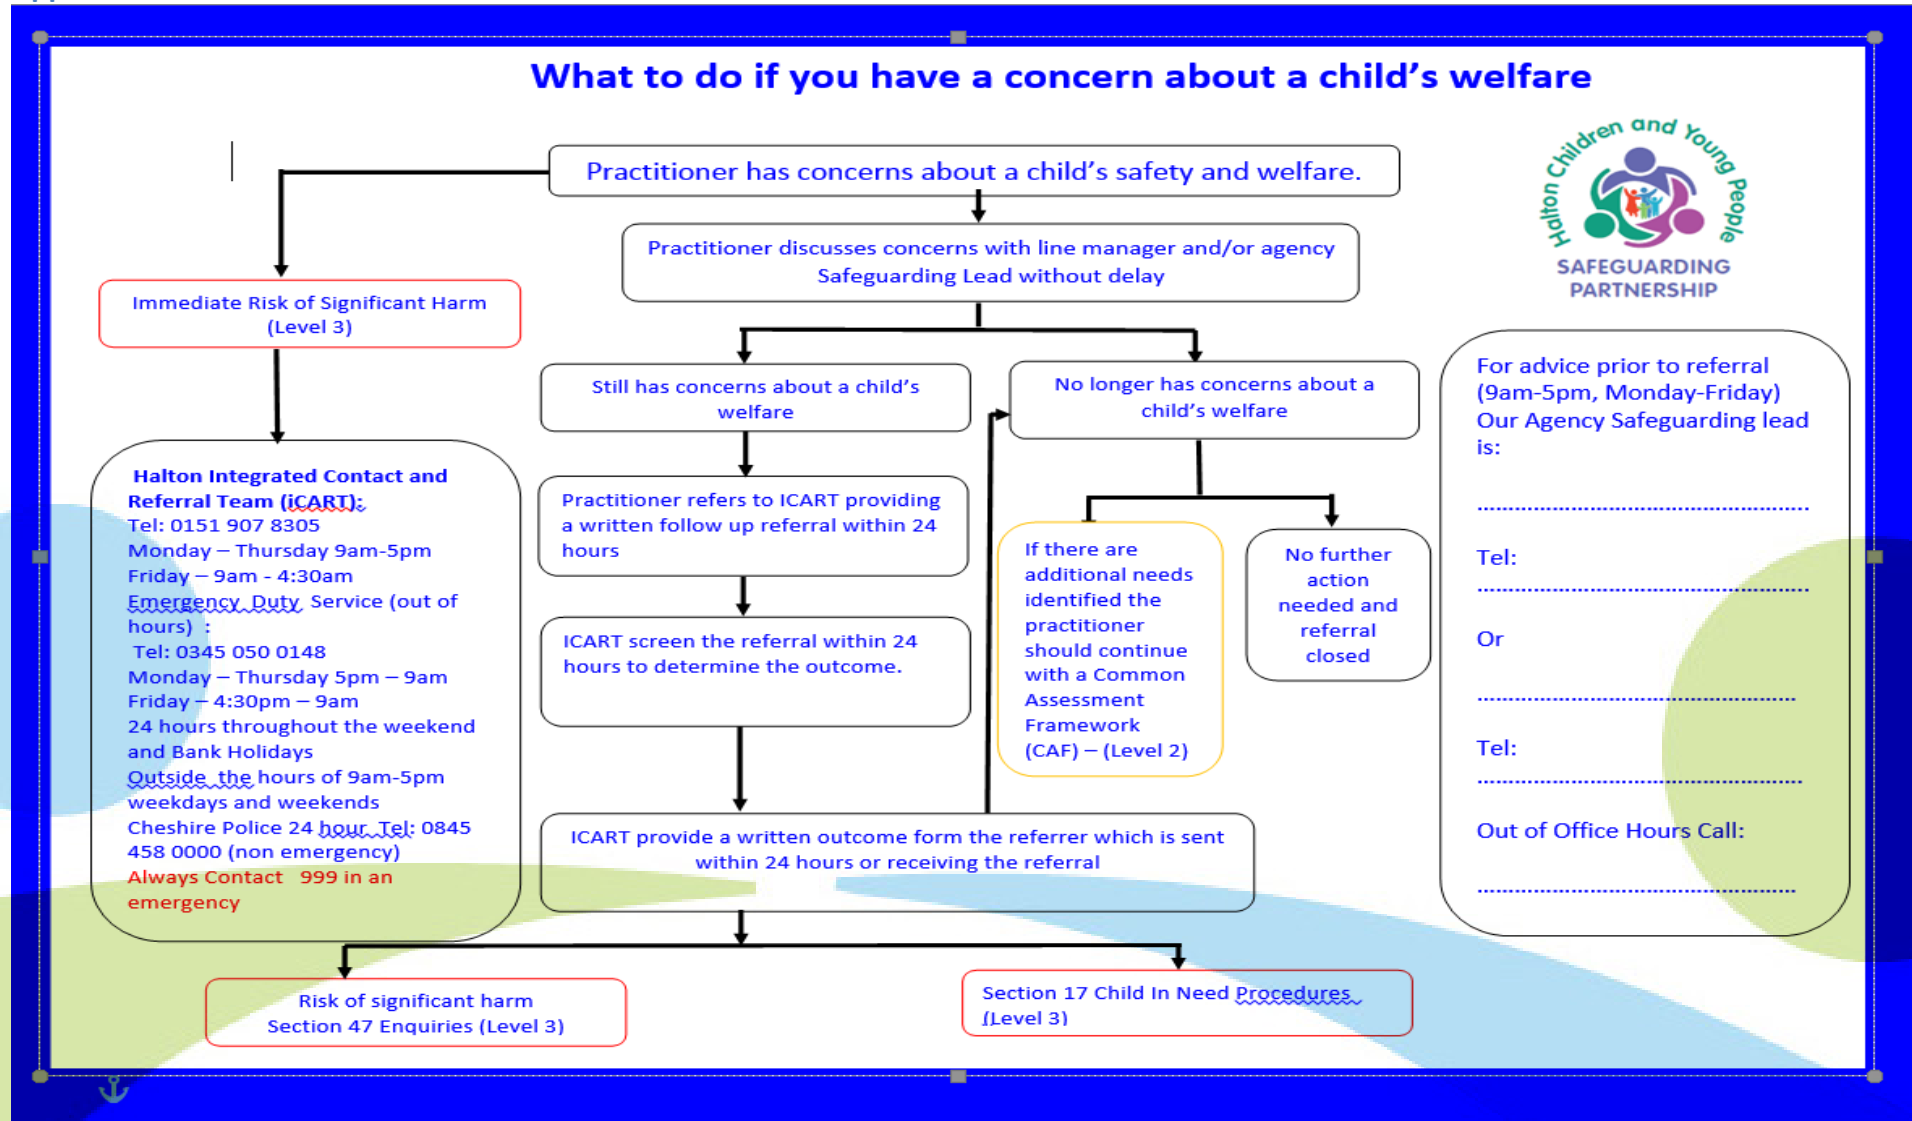 What to do if you have a concern about a child's welfare
Practitioner has concerns about a child's safety and welfare.
Halton Children and Young People
SAFEGUARDING
PARTNERSHIP
Practitioner discusses concerns with line manager and/or agency
Safeguarding Lead without delay
Immediate Risk of Significant Harm
(Level 3)
Still has concerns about a child's
welfare
No longer has concerns about a
child's welfare
For advice prior to referral
(9am-5pm, Monday-Friday)
Our Agency Safeguarding lead
is:
................................................
Tel:
................................................
Or
................................................
Tel:
................................................
Out of Office Hours Call:
................................................
Halton Integrated Contact and
Referral Team (iCART):
Tel: 0151 907 8305
Monday – Thursday 9am-5pm
Friday – 9am - 4:30am
Emergency Duty Service (out of
hours) :
Tel: 0345 050 0148
Monday – Thursday 5pm – 9am
Friday – 4:30pm – 9am
24 hours throughout the weekend
and Bank Holidays
Outside the hours of 9am-5pm
weekdays and weekends
Cheshire Police 24 hour Tel: 0845
458 0000 (non emergency)
Always Contact 999 in an
emergency
Practitioner refers to ICART providing
a written follow up referral within 24
hours
ICART screen the referral within 24
hours to determine the outcome.
If there are
additional needs
identified the
practitioner
should continue
with a Common
Assessment
Framework
(CAF) – (Level 2)
No further
action
needed and
referral
closed
ICART provide a written outcome form the referrer which is sent
within 24 hours or receiving the referral
Risk of significant harm
Section 47 Enquiries (Level 3)
Section 17 Child In Need Procedures
(Level 3)